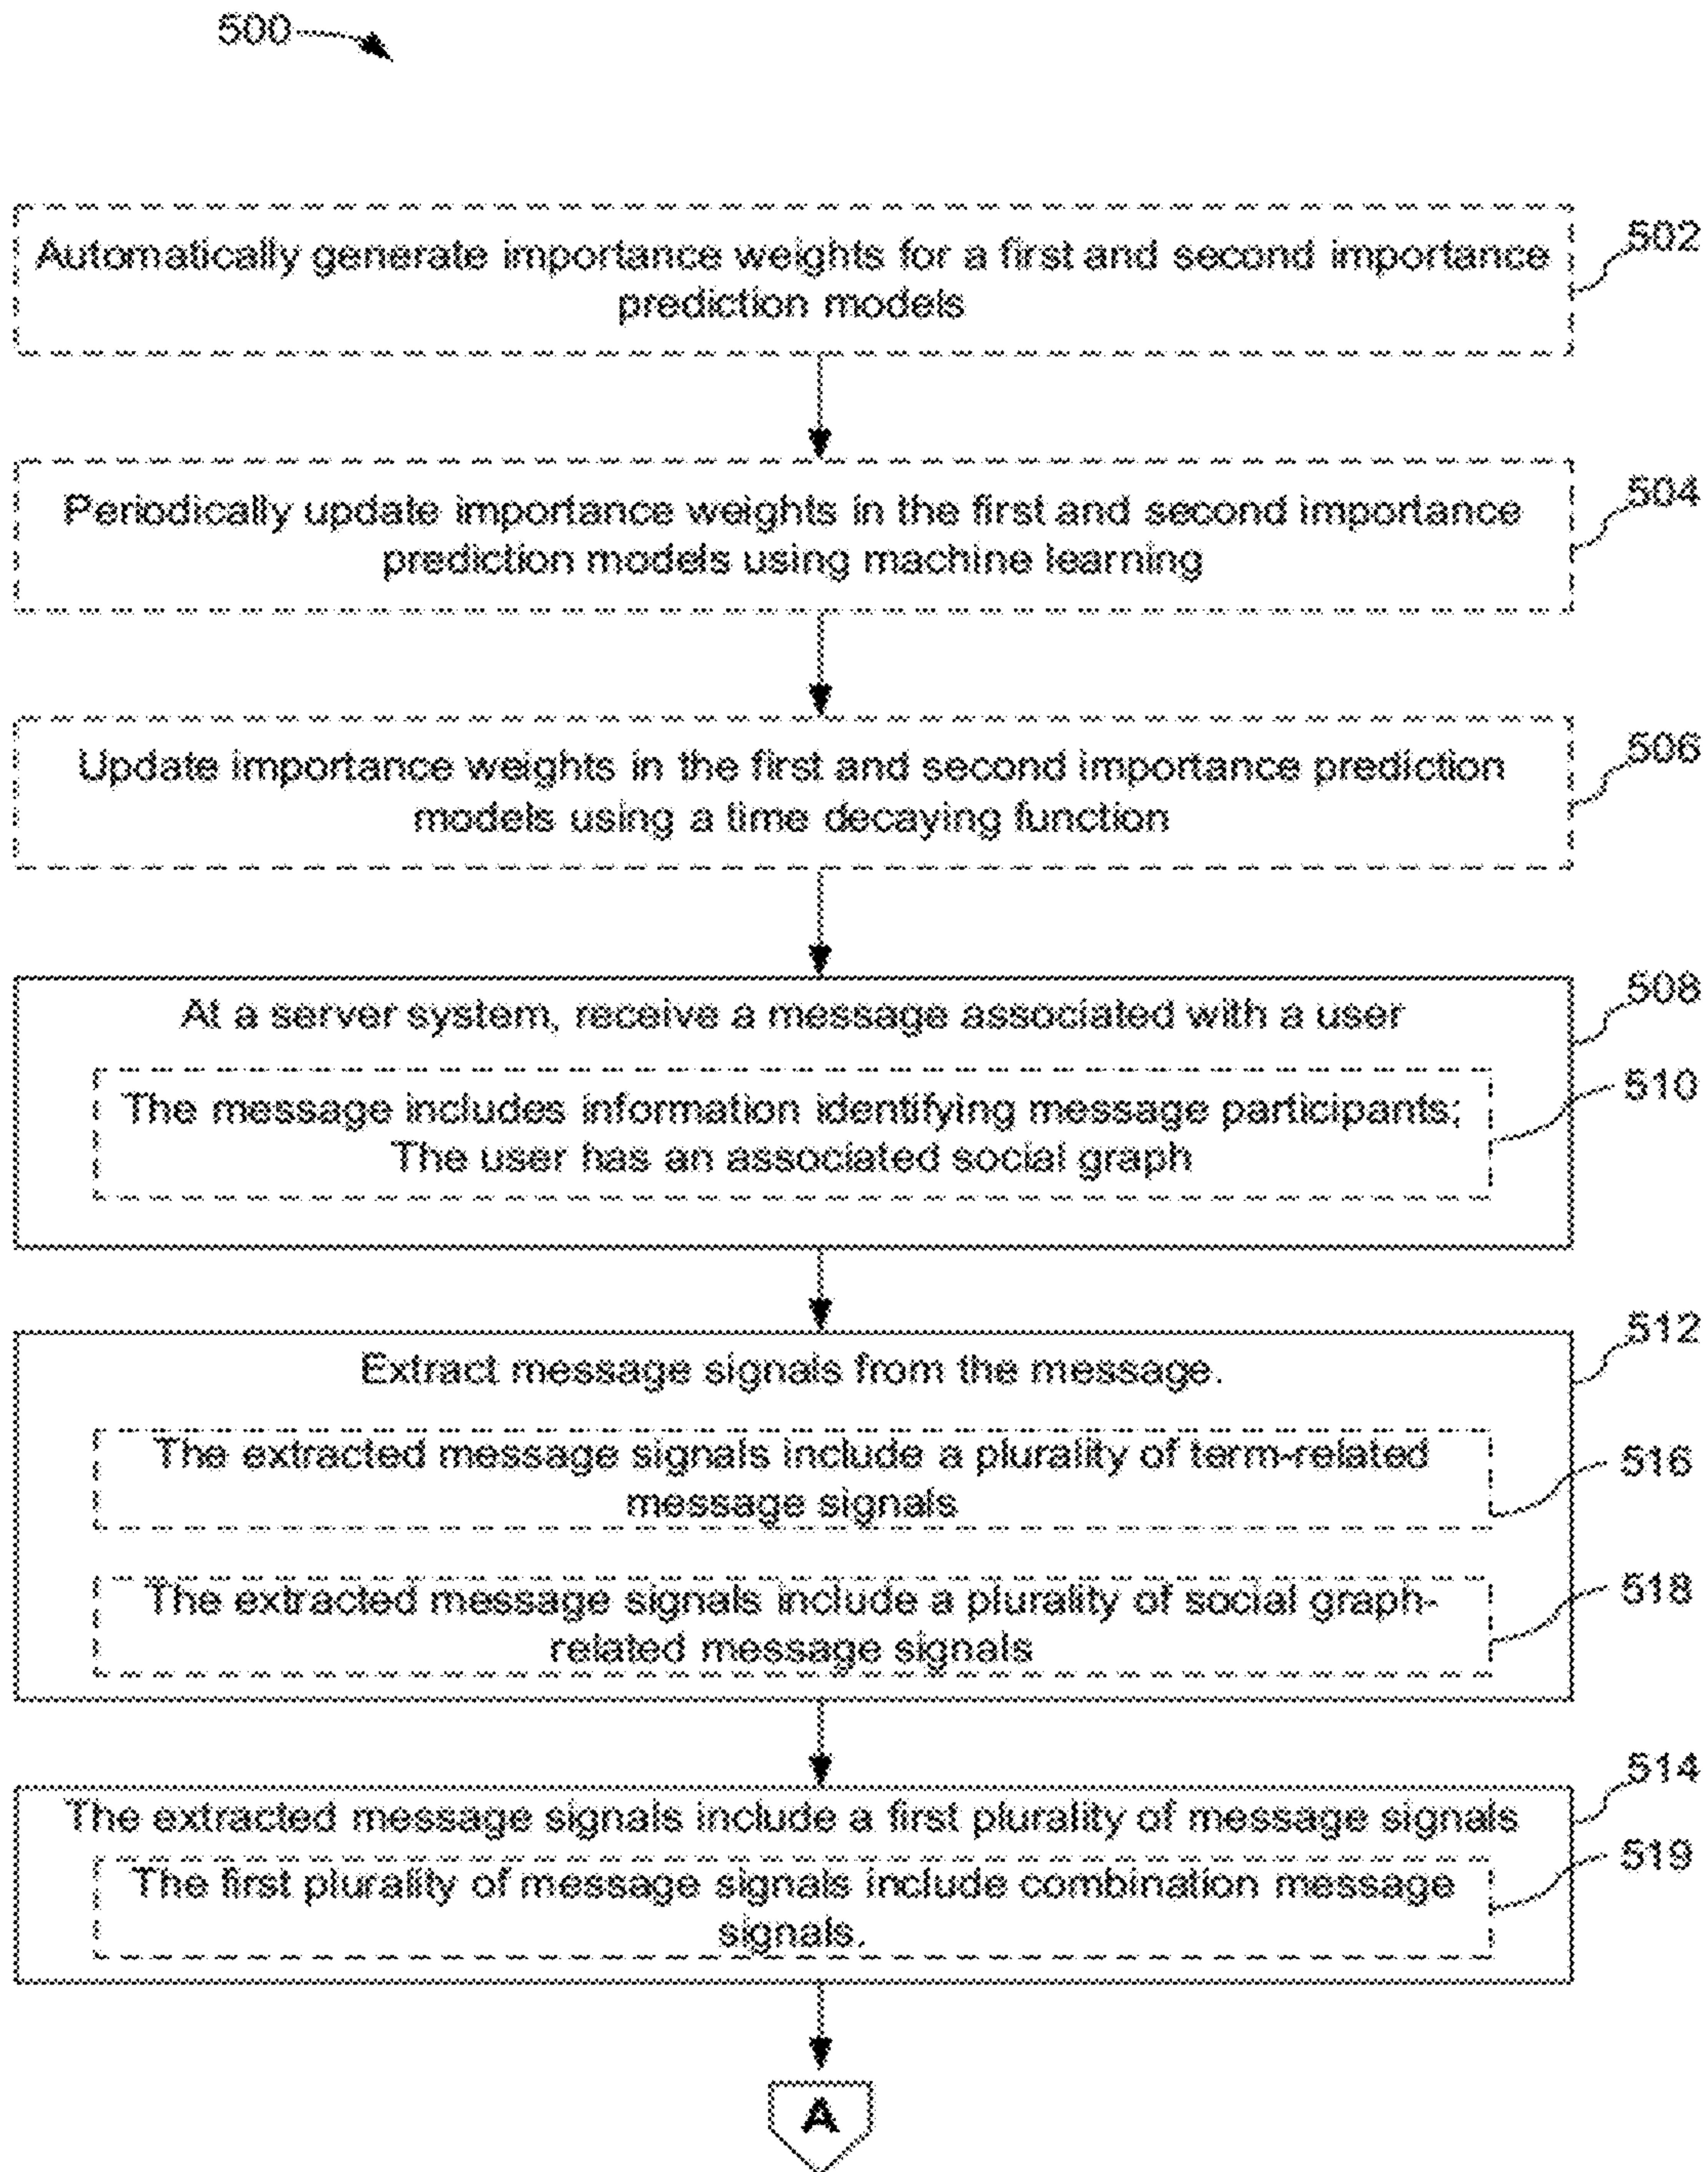 500
Automatically generate importance weights for a first and second importance
prediction models
502
Periodically update importance weights in the first and second importance
prediction models using machine learning
504
Update importance weights in the first and second importance prediction
models using a time decaying function
506
At a server system, receive a message associated with a user
508
The message includes information identifying message participants;
The user has an associated social graph
510
Extract message signals from the message.
512
The extracted message signals include a plurality of term-related
message signals
516
The extracted message signals include a plurality of social graph-
related message signals
518
The extracted message signals include a first plurality of message signals
514
The first plurality of message signals include combination message
signals.
519
A